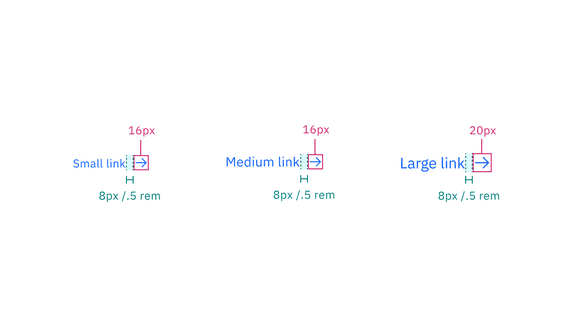 16px
16px
20px
Small link
Medium link
Large link
8px /.5 rem
8px /.5 rem
8px /.5 rem